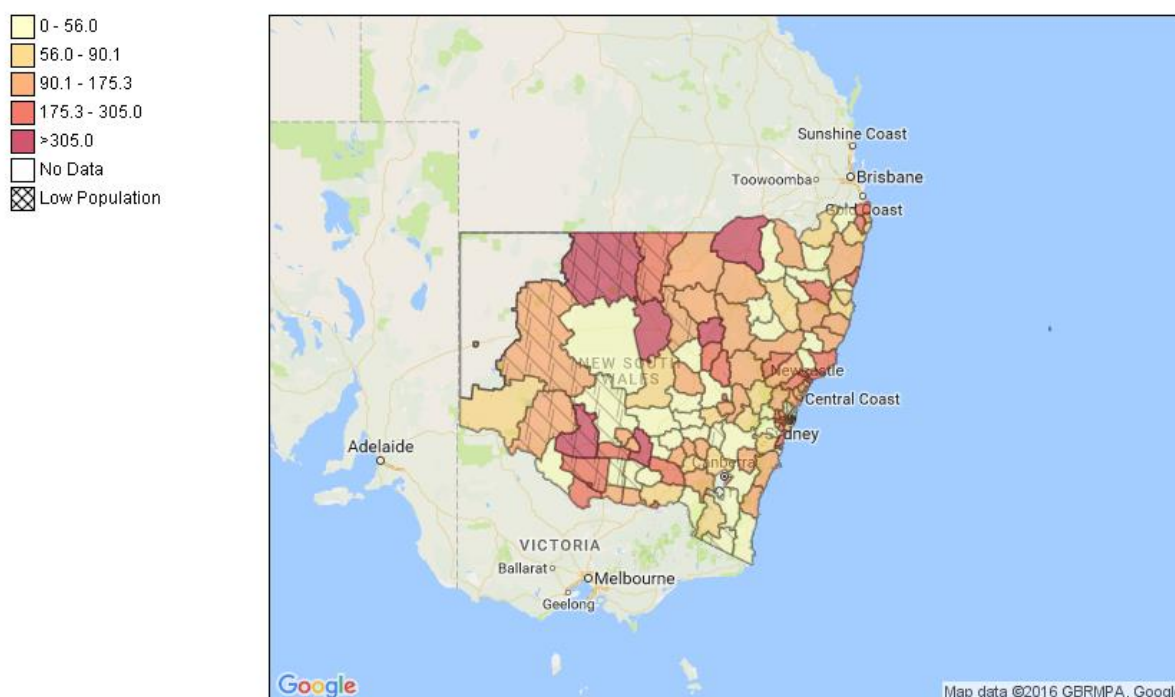 0 - 56.0
56.0 - 90.1
90.1 - 175.3
175.3 - 305.0
>305.0
No Data
Low Population
Sunshine Coast
Toowoomba
Brisbane
Gold Coast
NEW SOUTH
WALES
Newcastle
Central Coast
Sydney
Adelaide
Canberra
VICTORIA
Ballarat
Melbourne
Geelong
Google
Map data ©2016 GBRMPA, Googl